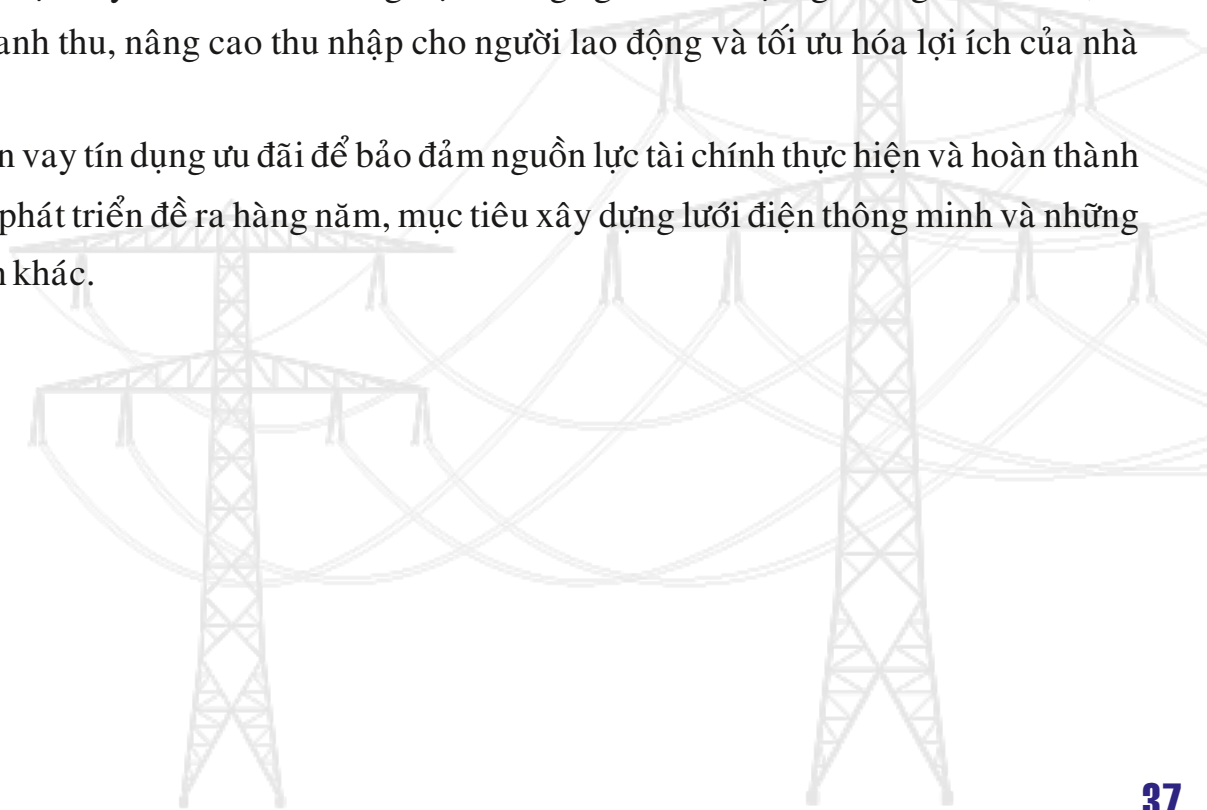 anh thu, nâng cao thu nhập cho người lao động và tối ưu hóa lợi ích của nhà
vay tín dụng ưu đãi để bảo đảm nguồn lực tài chính thực hiện và hoàn thành
phát triển đề ra hàng năm, mục tiêu xây dựng lưới điện thông minh và những
khác.
37